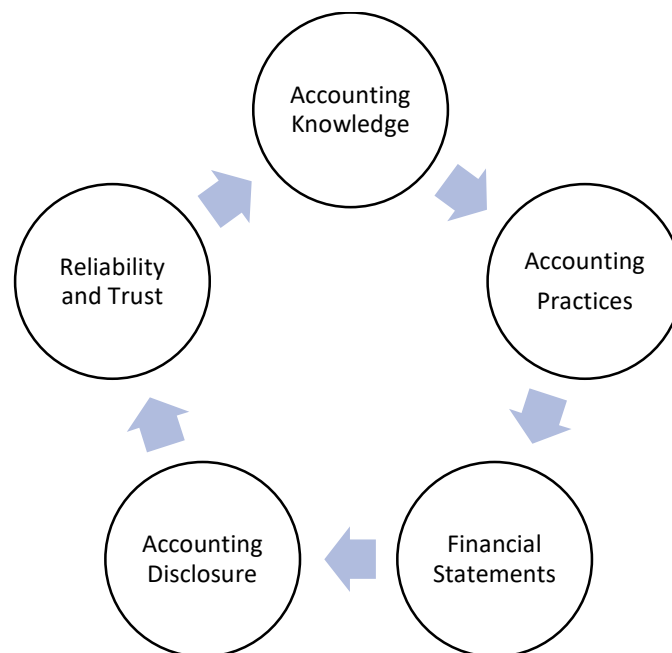 Accounting
Knowledge
Accounting
Practices
Financial
Statements
Accounting
Disclosure
Reliability
and Trust